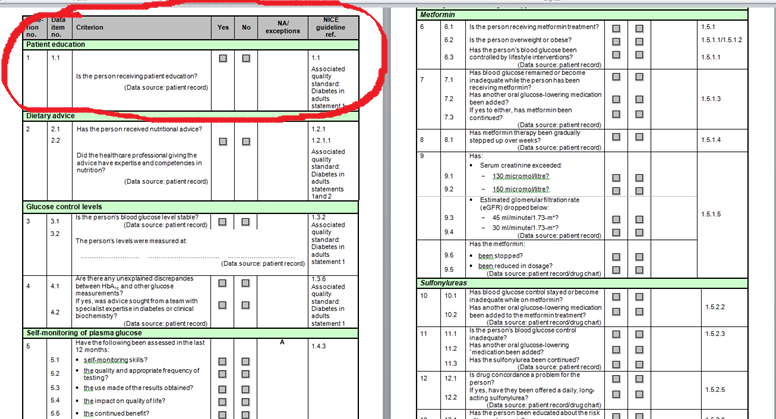 tion no.
Data item no.
Criterion
Yes
No
NA/ exceptions
NICE guideline ref.
Patient education
1 1.1 Is the person receiving patient education?
(Data source: patient record)
1.1
Associated quality standard: Diabetes in adults statement 1
Dietary advice
2 2.1 Has the person received nutritional advice?
1.2.1
2.2 Did the healthcare professional giving the advice have expertise and competencies in nutrition?
(Data source: patient record)
1.2.1.1
Associated quality standard: Diabetes in adults statements 1 and 2
Glucose control levels
3 3.1 Is the person's blood glucose level stable?
1.3.2
3.2 The person's levels were measured at:
(Data source: patient record)
Associated quality standard: Diabetes in adults statement 1
4 4.1 Are there any unexplained discrepancies between HbA1c and other glucose measurements?
4.2 If yes, was advice sought from a team with specialist expertise in diabetes or clinical biochemistry?
(Data source: patient record)
1.3.6
Associated quality standard: Diabetes in adults statement 1
Self-monitoring of plasma glucose
5 Have the following been assessed in the last 12 months:
A
1.4.3
5.1 • self-monitoring skills?
5.2 • the quality and appropriate frequency of testing?
5.3 • the use made of the results obtained?
5.4 • the impact on quality of life?
5.5 • the continued benefit?
Metformin
6 6.1 Is the person receiving metformin treatment?
1.5.1
6.2 Is the person overweight or obese?
1.5.1.1/1.5.1.2
6.3 Has the person's blood glucose been controlled by lifestyle interventions?
(Data source: patient record)
1.5.1.1
7 7.1 Has blood glucose remained or become inadequate while the person has been receiving metformin?
7.2 Has another oral glucose-lowering medication been added?
7.3 If yes to either, has metformin been continued?
(Data source: patient record)
1.5.1.3
8 8.1 Has metformin therapy been gradually stepped up over weeks?
(Data source: patient record)
1.5.1.4
9 Has:
• Serum creatinine exceeded:
9.1 – 130 micromol/litre?
9.2 – 150 micromol/litre?
• Estimated glomerular filtration rate (eGFR) dropped below:
9.3 – 45 ml/minute/1.73-m²?
9.4 – 30 ml/minute/1.73-m²?
1.5.1.5
Has the metformin:
9.5 • been stopped?
9.5 • been reduced in dosage?
(Data source: patient record/drug chart)
Sulfonylureas
10 10.1 Has blood glucose control stayed or become inadequate while on metformin?
10.2 Has another oral glucose-lowering medication been added to the metformin treatment?
(Data source: patient record/drug chart)
1.5.2.2
11 11.1 Is the person's blood glucose control inadequate?
11.2 Has another oral glucose-lowering medication been added?
11.3 Has the sulfonylurea been continued?
(Data source: patient record/drug chart)
1.5.2.3
12 12.1 Is drug concordance a problem for the person?
12.2 If yes, have they been offered a daily, long-acting sulfonylurea?
(Data source: patient record/drug chart)
1.5.2.5
Has the person been educated about the risk